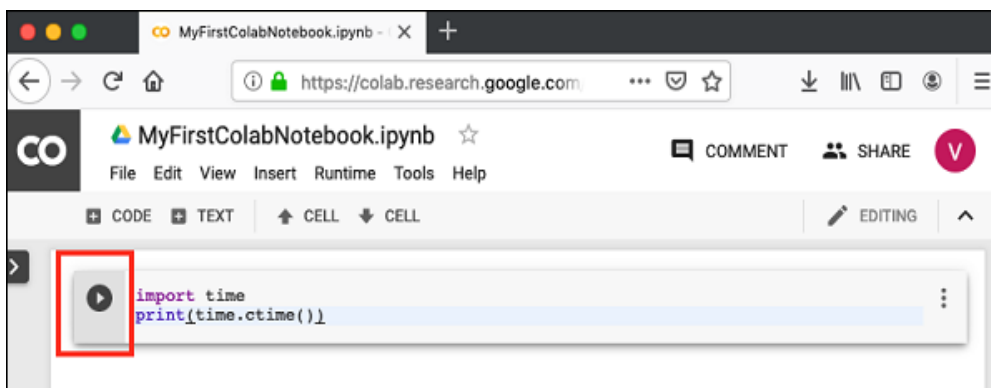 CO MyFirstColabNotebook.ipynb -
https://colab.research.google.com
CO
MyFirstColabNotebook.ipynb
COMMENT SHARE V
File Edit View Insert Runtime Tools Help
CODE TEXT CELL CELL EDITING
import time
print(time.ctime())